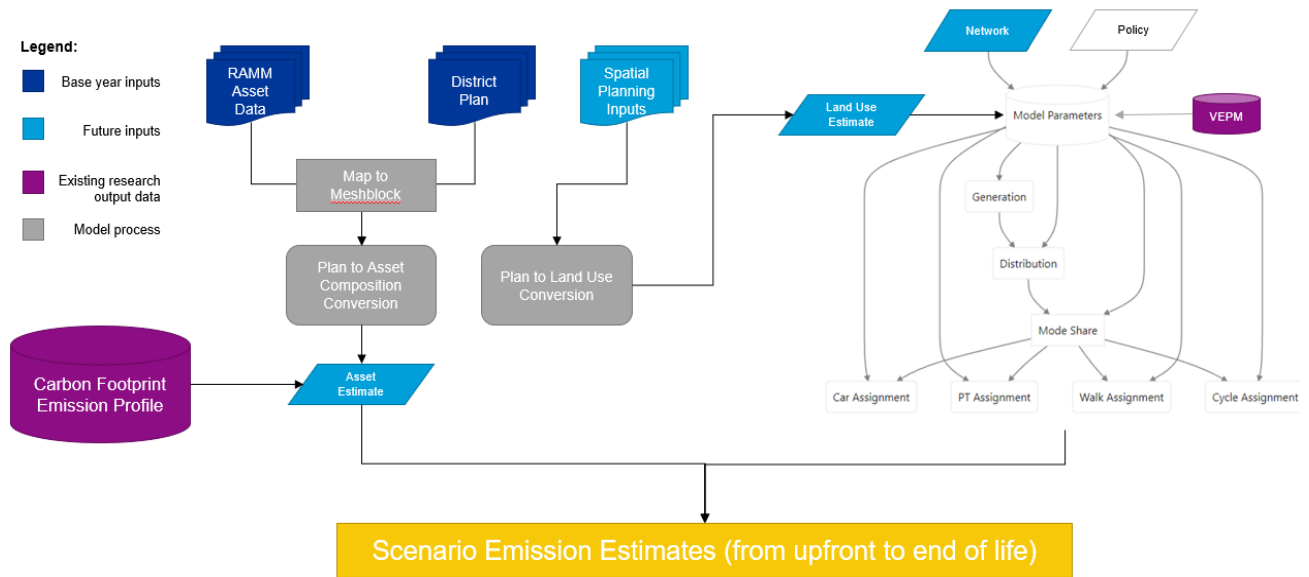 Legend:
Base year inputs
Future inputs
Existing research
output data
Model process
RAMM
Asset
Data
District
Plan
Spatial
Planning
Inputs
Map to
Meshblock
Plan to Asset
Composition
Conversion
Plan to Land Use
Conversion
Carbon Footprint
Emission Profile
Asset
Estimate
Land Use
Estimate
Network
Policy
Model Parameters
VEPM
Generation
Distribution
Mode Share
Car Assignment
PT Assignment
Walk Assignment
Cycle Assignment
Scenario Emission Estimates (from upfront to end of life)